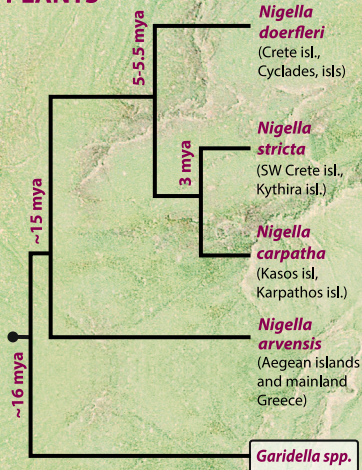 PLANTS
Nigella
doerfleri
(Crete isl.,
Cyclades, isls)
5-5.5 mya
Nigella
stricta
(SW Crete isl.,
Kythira isl.)
3 mya
Nigella
carpatha
(Kasos isl,
Karpathos isl.)
~15 mya
Nigella
arvensis
(Aegean islands
and mainland
Greece)
~16 mya
Garidella spp.